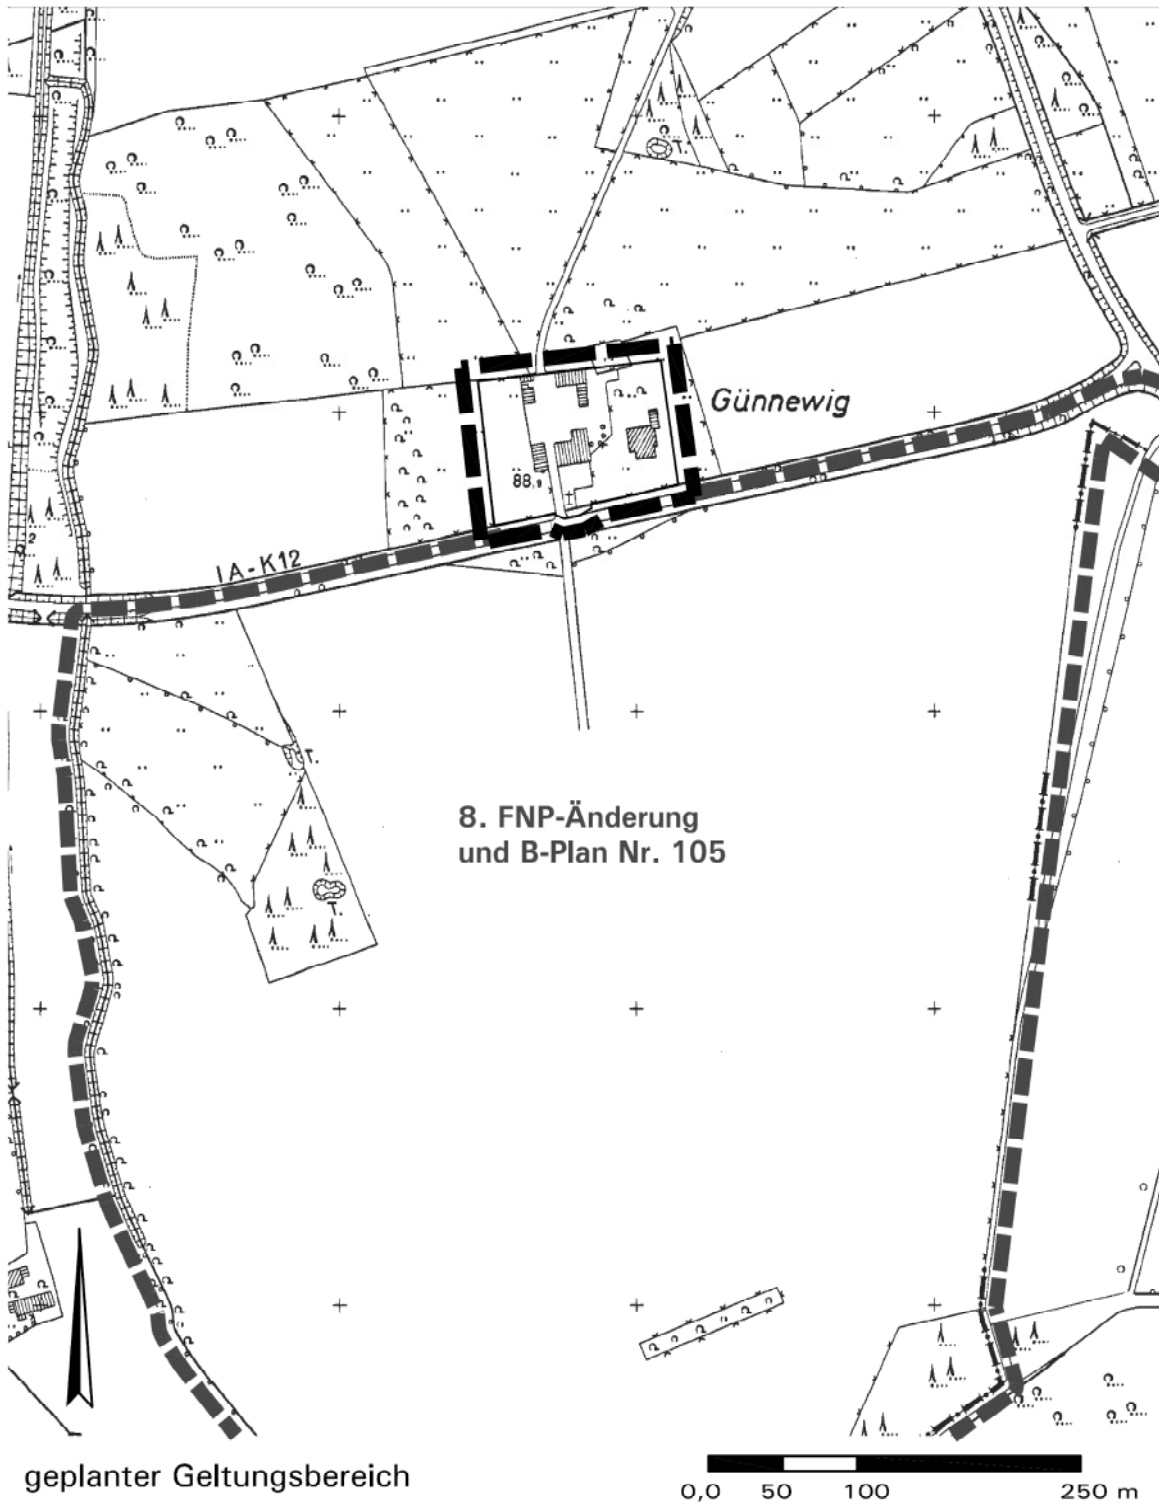 T.
Günnewig
88,9
2
IA-K12
T.
8. FNP-Änderung
und B-Plan Nr. 105
T.
geplanter Geltungsbereich
0,0 50 100 250 m